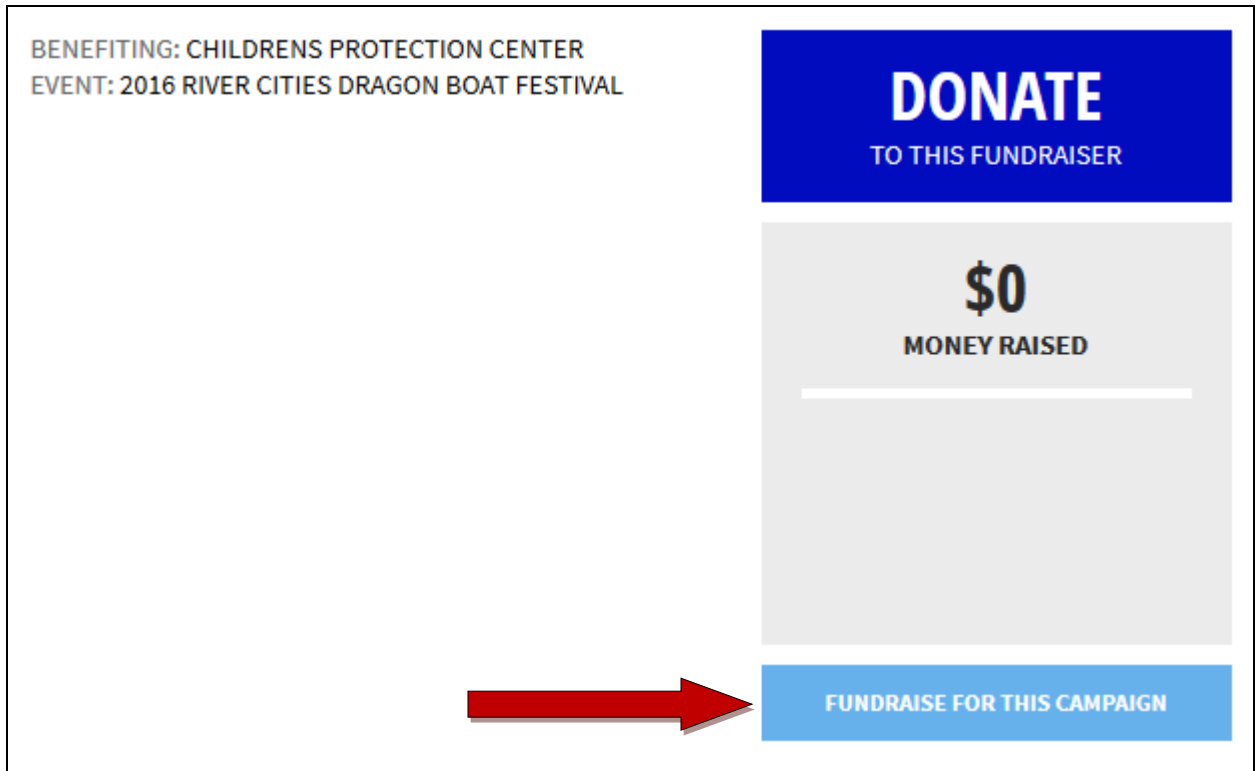 BENEFITING: CHILDRENS PROTECTION CENTER
EVENT: 2016 RIVER CITIES DRAGON BOAT FESTIVAL
DONATE
TO THIS FUNDRAISER
$0
MONEY RAISED
FUNDRAISE FOR THIS CAMPAIGN